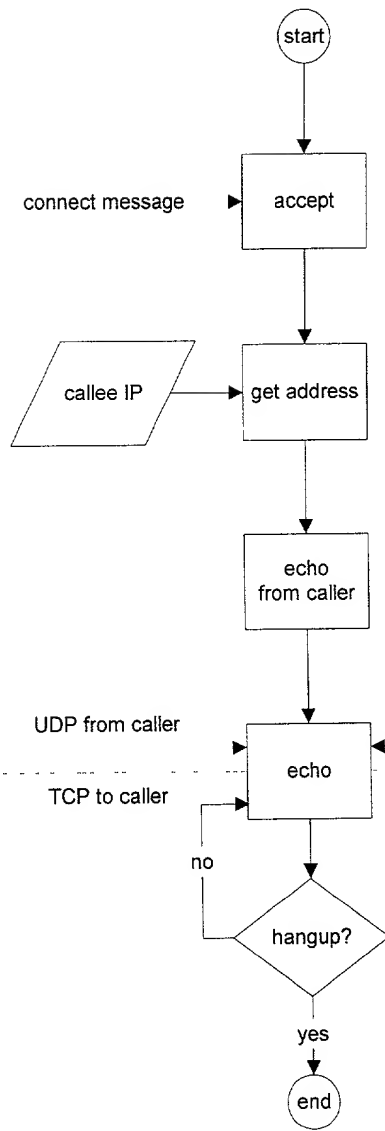 start
connect message
accept
callee IP
get address
echo
from caller
UDP from caller
echo
TCP to caller
no
hangup?
yes
end